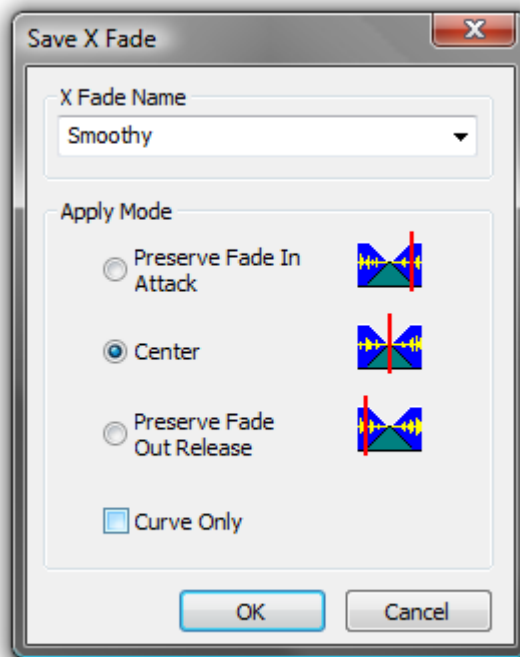 Save X Fade
X Fade Name
Smoothy
Apply Mode
Preserve Fade In
Attack
Center
Preserve Fade
Out Release
Curve Only
OK
Cancel